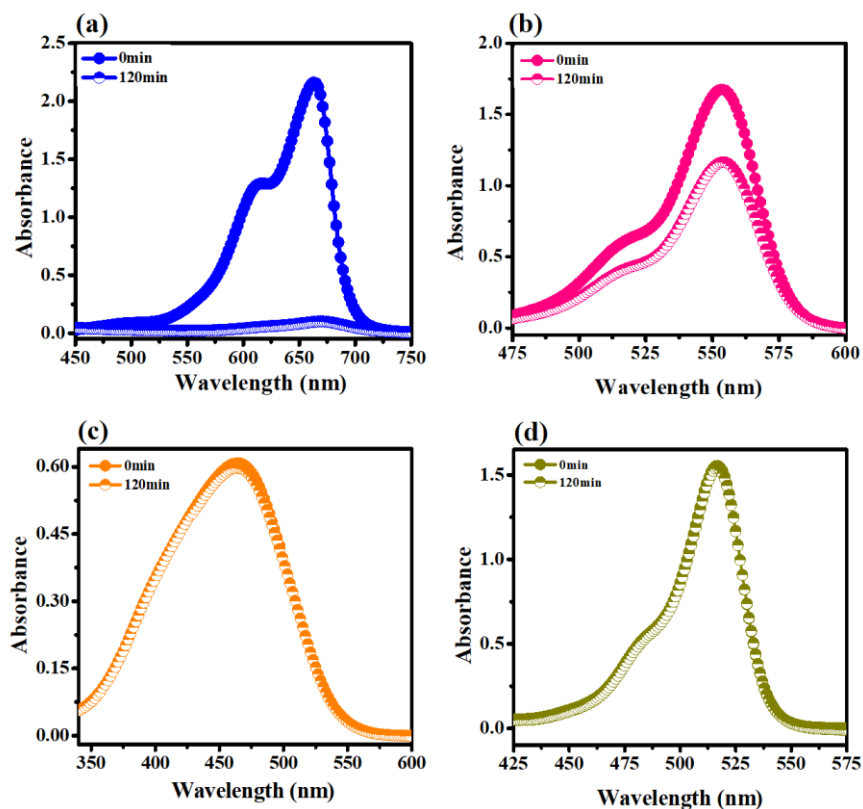 (a)
2.5
2.0
1.5
1.0
0.5
0.0
Absorbance
0min
120min
450 500 550 600 650 700 750
Wavelength (nm)
(b)
2.0
1.5
1.0
0.5
0.0
Absorbance
0min
120min
475 500 525 550 575 600
Wavelength (nm)
(c)
0.60
0.45
0.30
0.15
0.00
Absorbance
0min
120min
350 400 450 500 550 600
Wavelength (nm)
(d)
1.5
1.0
0.5
0.0
Absorbance
0min
120min
425 450 475 500 525 550 575
Wavelength (nm)